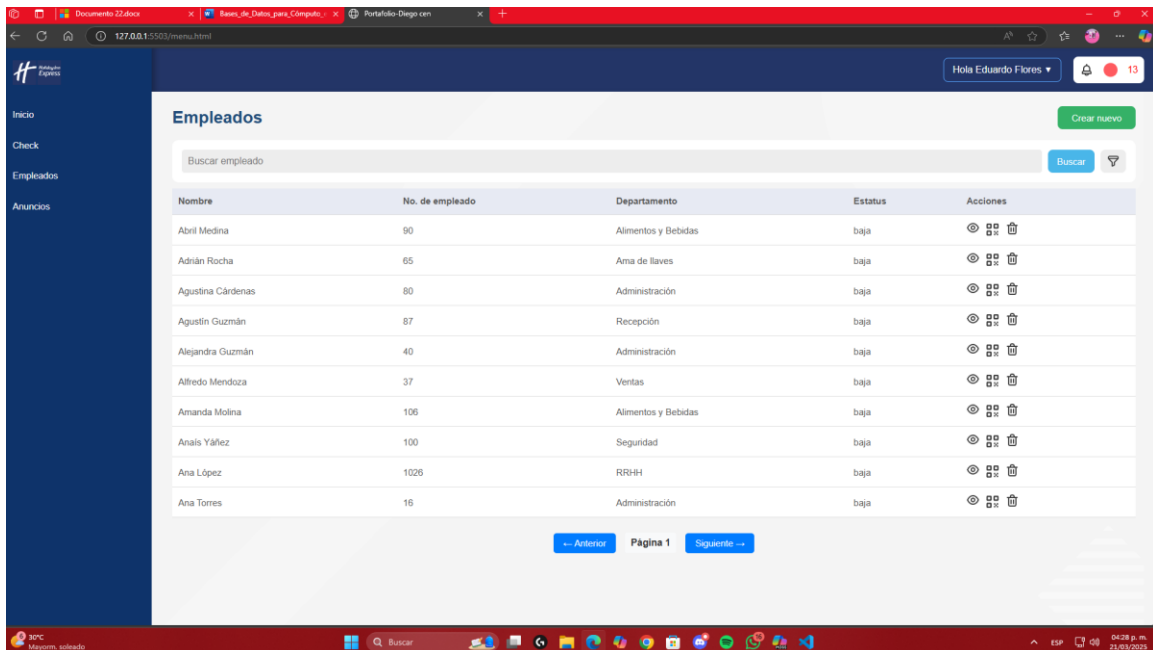 Documento 22.docx
Bases_de_Datos_para_Cómputo_
Portafolio-Diego cen
127.0.0.1:5503/menu.html
Holiday Inn Express
Hola Eduardo Flores ▾
13
Inicio
Check
Empleados
Anuncios
Empleados
Crear nuevo
Buscar empleado
Buscar
Nombre No. de empleado Departamento Estatus Acciones
Abril Medina 90 Alimentos y Bebidas baja
Adrián Rocha 65 Ama de llaves baja
Agustina Cárdenas 80 Administración baja
Agustín Guzmán 87 Recepción baja
Alejandra Guzmán 40 Administración baja
Alfredo Mendoza 37 Ventas baja
Amanda Molina 106 Alimentos y Bebidas baja
Anaís Yáñez 100 Seguridad baja
Ana López 1026 RRHH baja
Ana Torres 16 Administración baja
← Anterior Página 1 Siguiente →
30°C
Mayorm. soleado
Buscar
ESP
04:28 p. m.
21/03/2025